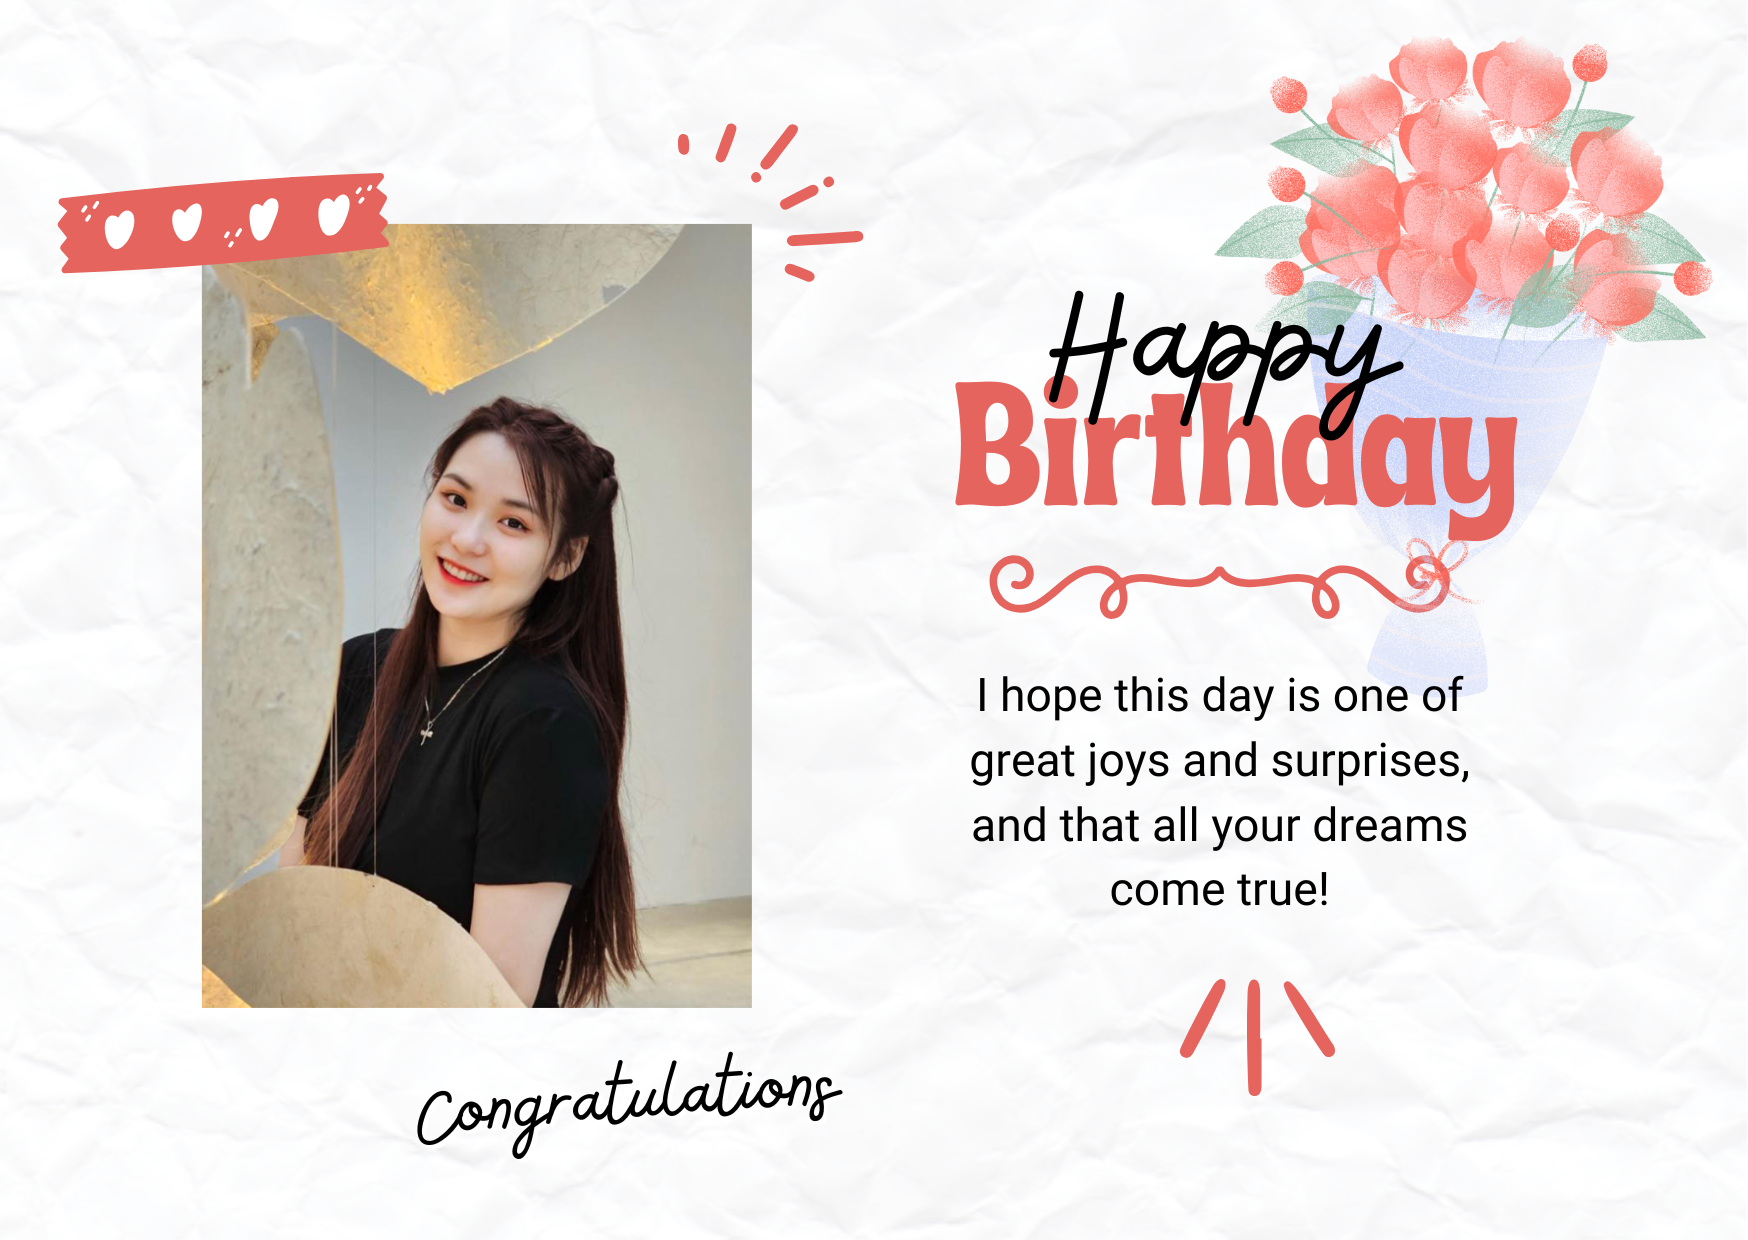 Happy
Birthday
I hope this day is one of
great joys and surprises,
and that all your dreams
come true!
Congratulations